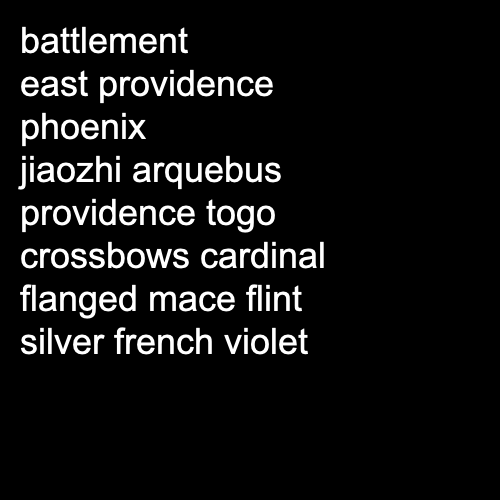 battlement
east providence
phoenix
jiaozhi arquebus
providence togo
crossbows cardinal
flanged mace flint
silver french violet